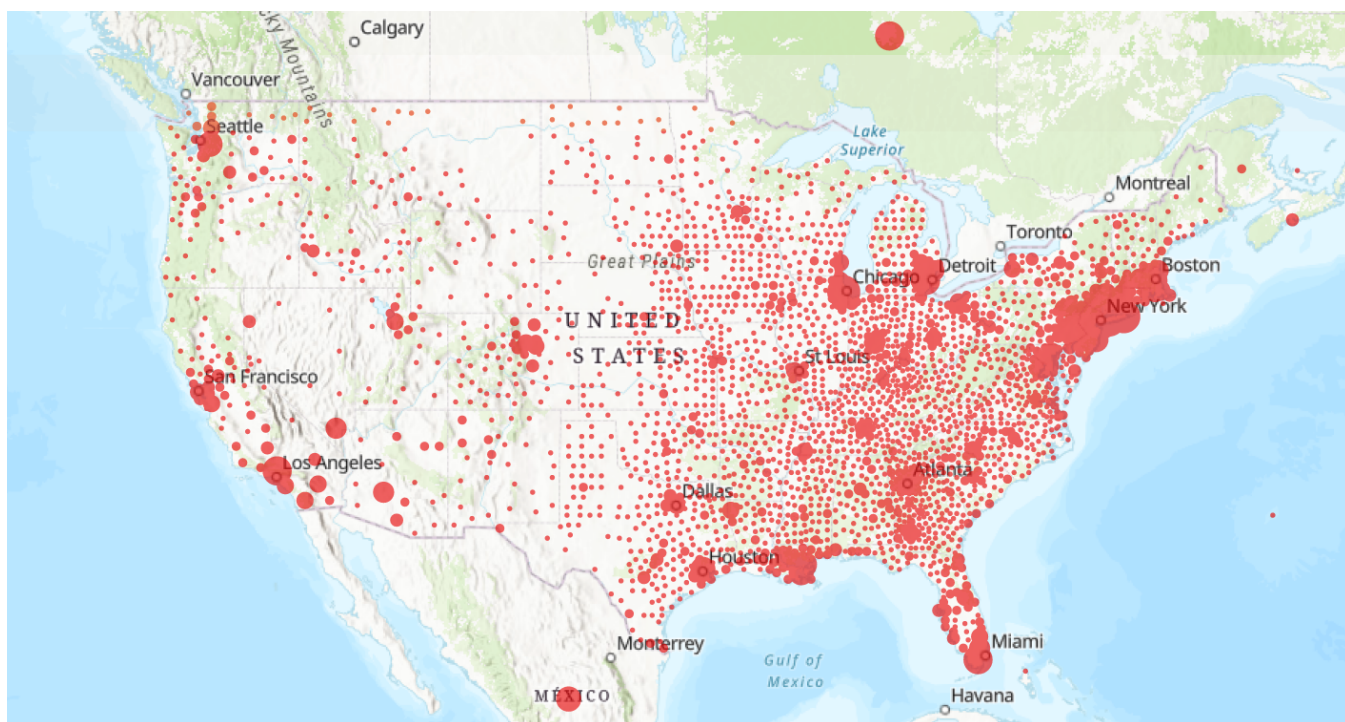 Calgary
cky Mountains
Vancouver
Seattle
Lake
Superior
Montreal
Toronto
Great Plains
Chicago
Detroit
Boston
New York
UNITED
STATES
St Louis
San Francisco
Los Angeles
Dallas
Atlanta
Houston
Monterrey
Miami
Gulf of
Mexico
MÉXICO
Havana